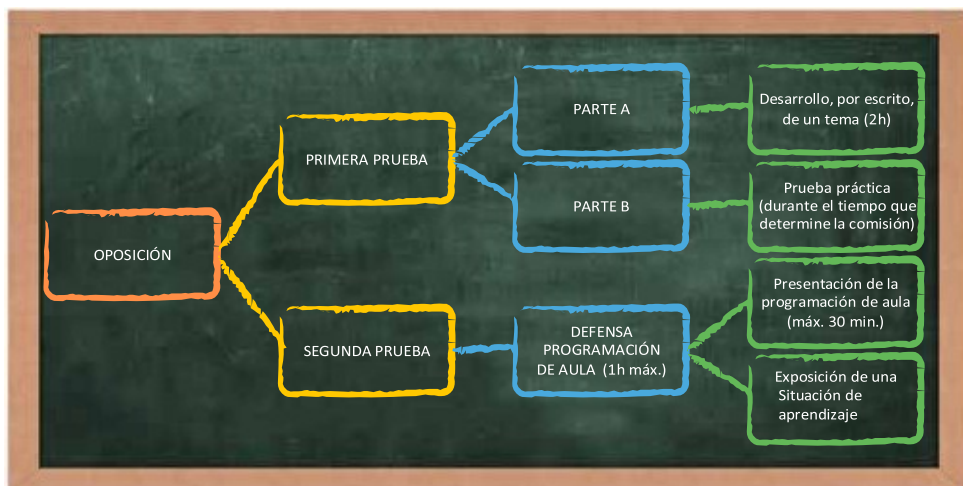 OPOSICIÓN
PRIMERA PRUEBA
PARTE A
Desarrollo, por escrito,
de un tema (2h)
PARTE B
Prueba práctica
(durante el tiempo que
determine la comisión)
SEGUNDA PRUEBA
DEFENSA
PROGRAMACIÓN
DE AULA (1h máx.)
Presentación de la
programación de aula
(máx. 30 min.)
Exposición de una
Situación de
aprendizaje